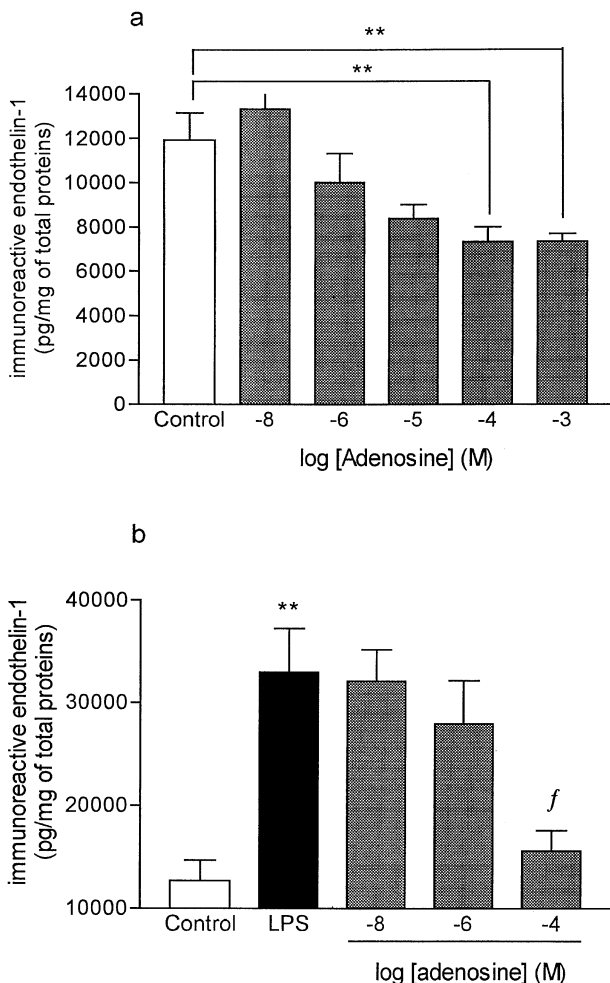 a
**
**
immunoreactive endothelin-1
(pg/mg of total proteins)
14000
12000
10000
8000
6000
4000
2000
0
Control -8 -6 -5 -4 -3
log [Adenosine] (M)
b
immunoreactive endothelin-1
(pg/mg of total proteins)
40000
30000
20000
10000
**
f
Control LPS -8 -6 -4
log [adenosine] (M)